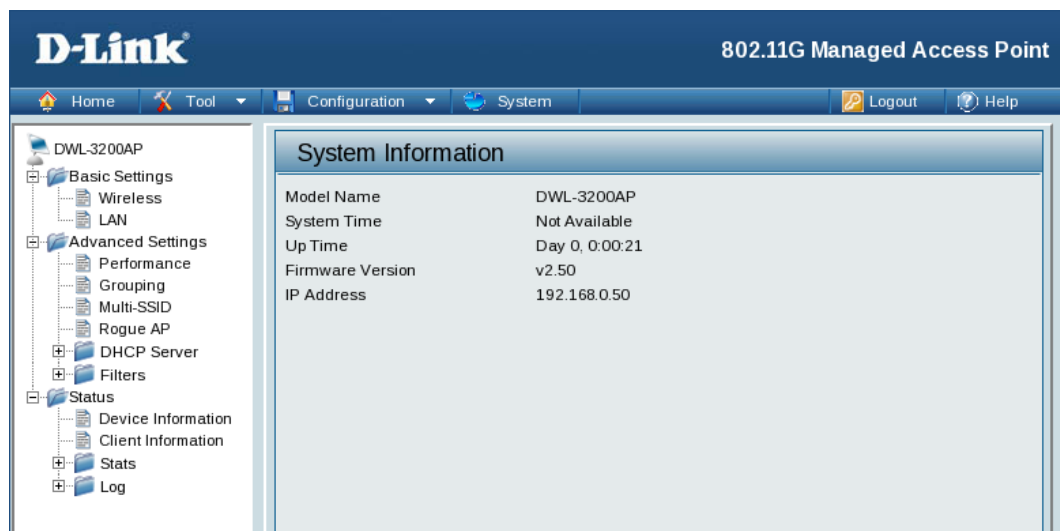 D-Link
802.11G Managed Access Point
Home Tool Configuration System Logout Help
DWL-3200AP
Basic Settings
Wireless
LAN
Advanced Settings
Performance
Grouping
Multi-SSID
Rogue AP
DHCP Server
Filters
Status
Device Information
Client Information
Stats
Log
System Information
Model Name DWL-3200AP
System Time Not Available
Up Time Day 0, 0:00:21
Firmware Version v2.50
IP Address 192.168.0.50